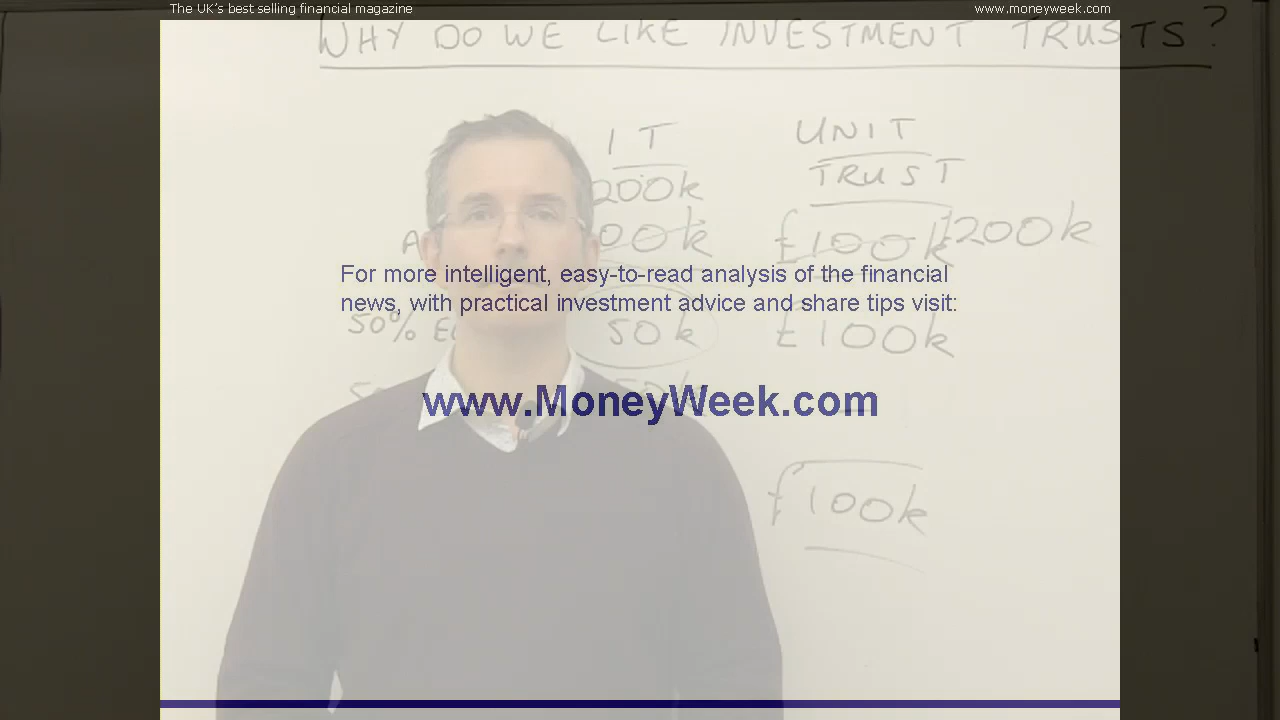 The UK's best selling financial magazine
www.moneyweek.com
WHY DO WE LIKE INVESTMENT TRUSTS?
IT
UNIT
TRUST
200k
£200k
£100k
For more intelligent, easy-to-read analysis of the financial
news, with practical investment advice and share tips visit:
50%
50k
£100k
www.MoneyWeek.com
£100k